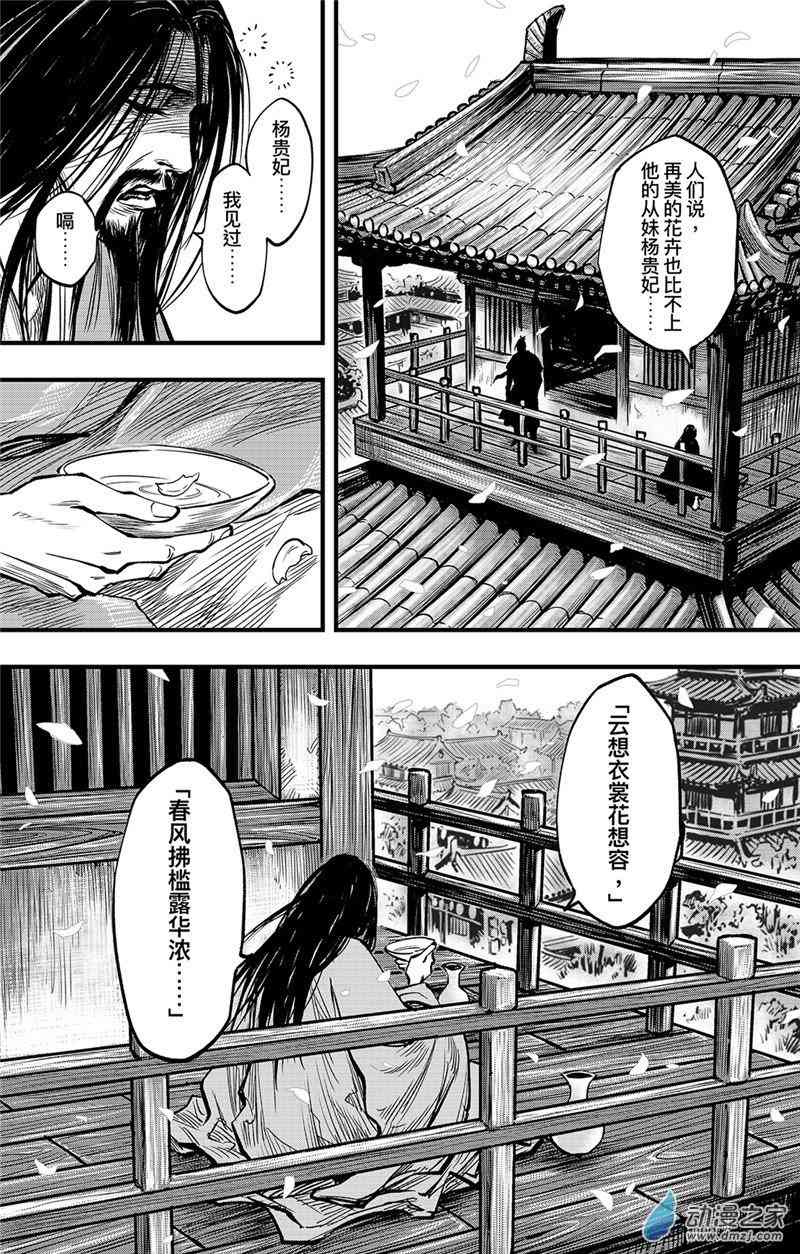 人们说，
再美的花卉也比不上
他的从妹杨贵妃……
杨贵妃……
我见过……
嗝……
「云想衣裳花想容，」
「春风拂槛露华浓……」
动漫之家
www.dmzj.com